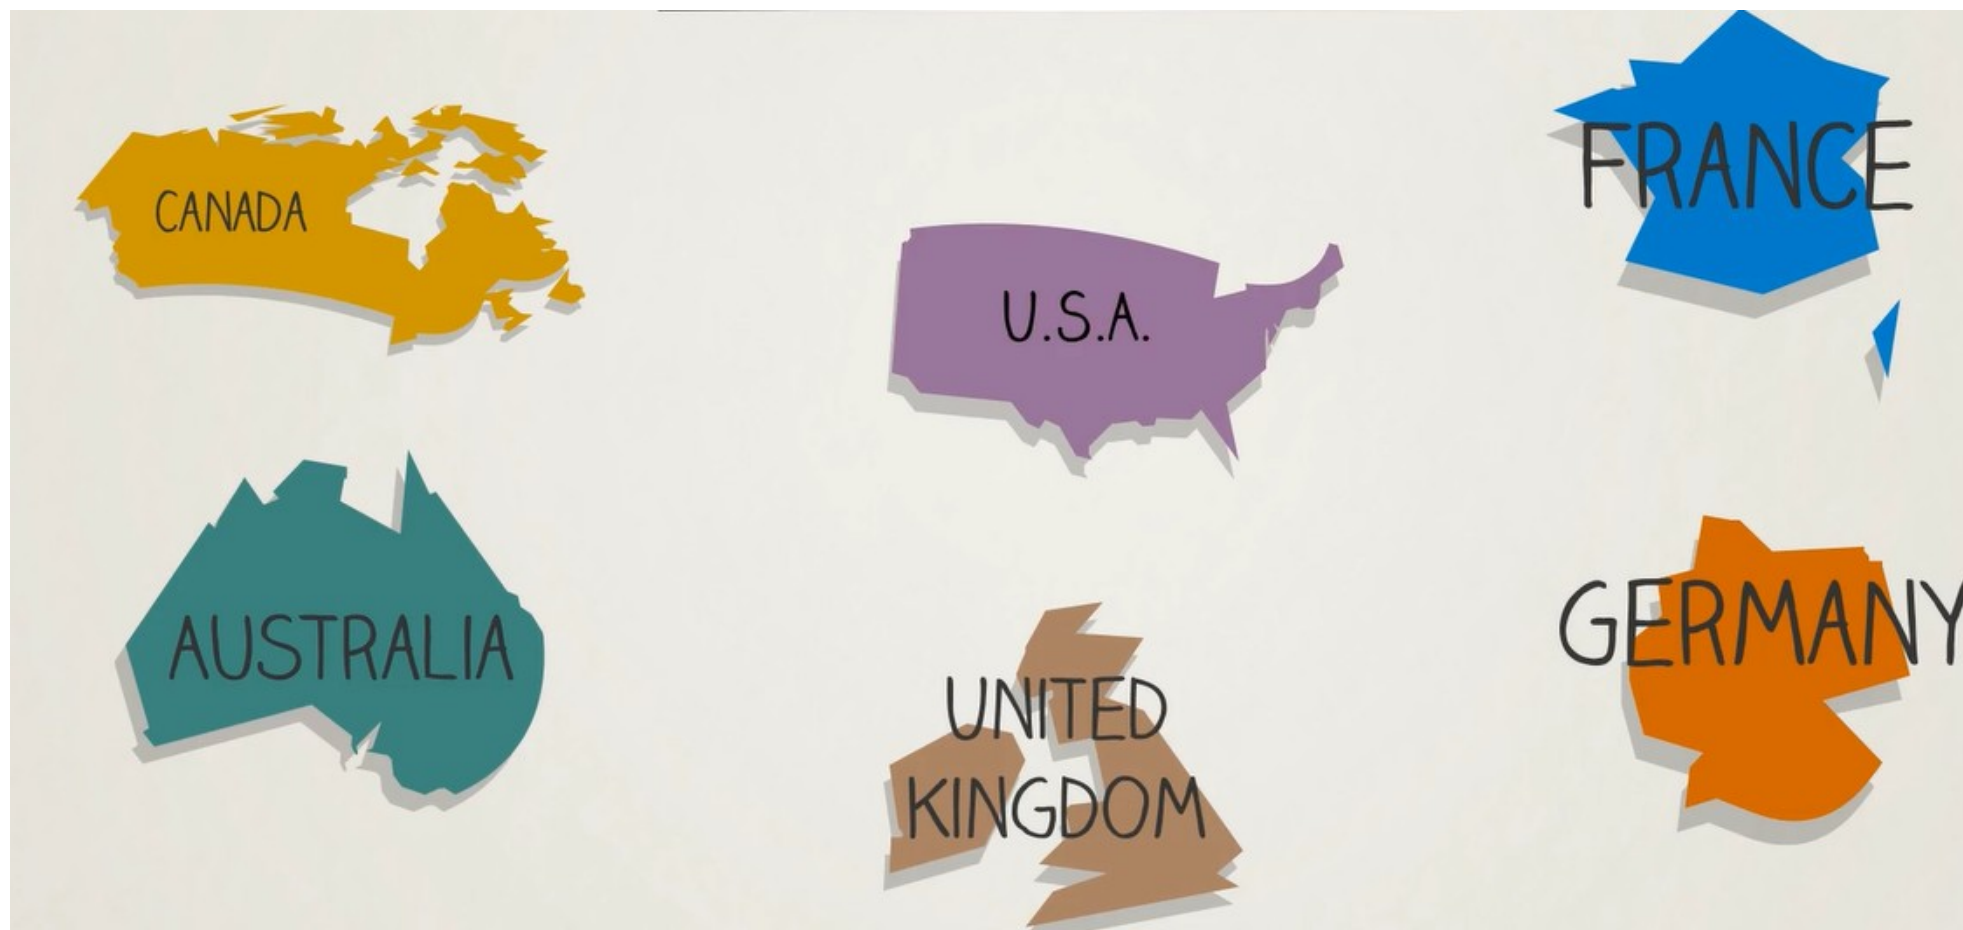 CANADA
U.S.A.
FRANCE
AUSTRALIA
UNITED
KINGDOM
GERMANY